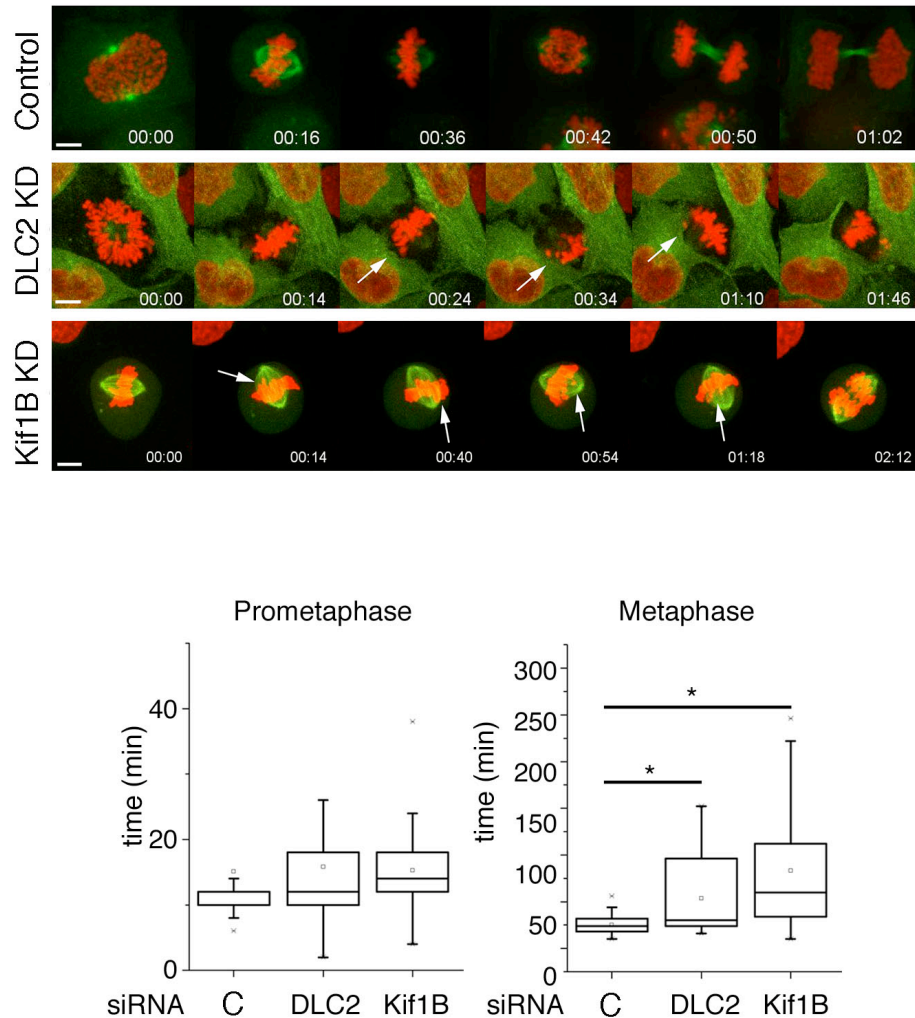 Control
00:00 00:16 00:36 00:42 00:50 01:02
DLC2 KD
00:00 00:14 00:24 00:34 01:10 01:46
Kif1B KD
00:00 00:14 00:40 00:54 01:18 02:12
Prometaphase
time (min)
40
20
0
siRNA C DLC2 Kif1B
Metaphase
time (min)
300
250
200
150
100
50
0
* 
*
siRNA C DLC2 Kif1B